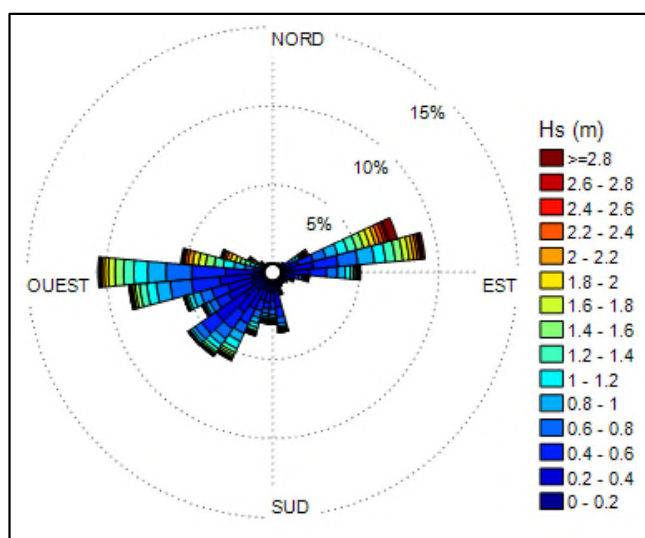 NORD
15%
10%
5%
OUEST
EST
SUD
Hs (m)
>=2.8
2.6 - 2.8
2.4 - 2.6
2.2 - 2.4
2 - 2.2
1.8 - 2
1.6 - 1.8
1.4 - 1.6
1.2 - 1.4
1 - 1.2
0.8 - 1
0.6 - 0.8
0.4 - 0.6
0.2 - 0.4
0 - 0.2